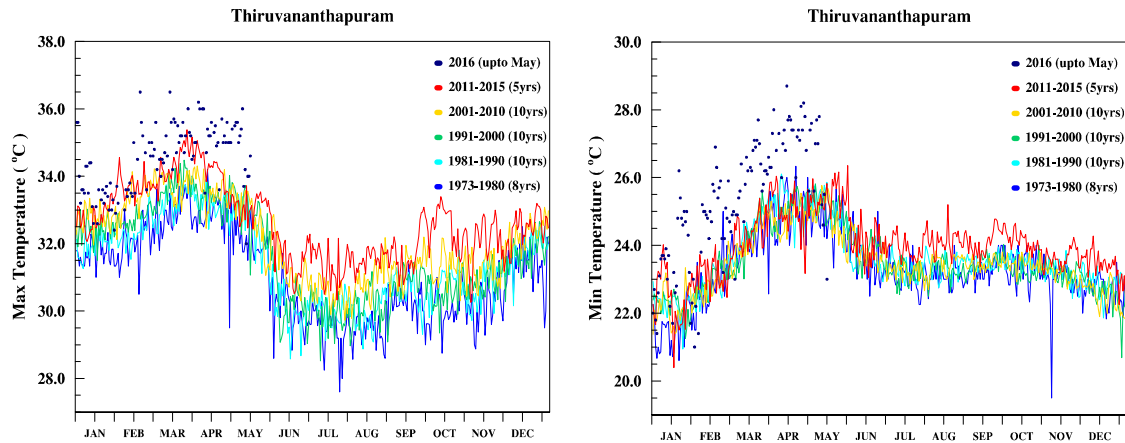 Thiruvananthapuram
38.0
36.0
34.0
32.0
30.0
28.0
Max Temperature ( °C )
2016 (upto May)
2011-2015 (5yrs)
2001-2010 (10yrs)
1991-2000 (10yrs)
1981-1990 (10yrs)
1973-1980 (8yrs)
JAN FEB MAR APR MAY JUN JUL AUG SEP OCT NOV DEC
Thiruvananthapuram
30.0
28.0
26.0
24.0
22.0
20.0
Min Temperature ( °C )
2016 (upto May)
2011-2015 (5yrs)
2001-2010 (10yrs)
1991-2000 (10yrs)
1981-1990 (10yrs)
1973-1980 (8yrs)
JAN FEB MAR APR MAY JUN JUL AUG SEP OCT NOV DEC